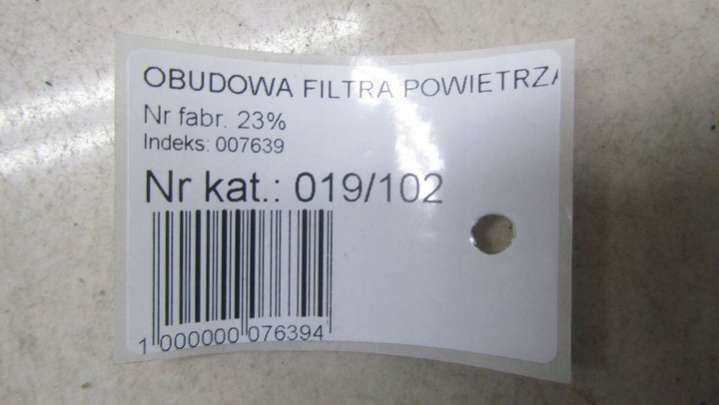 OBUDOWA FILTRA POWIETRZA
Nr fabr. 23%
Indeks: 007639
Nr kat.: 019/102
1 000000 076394